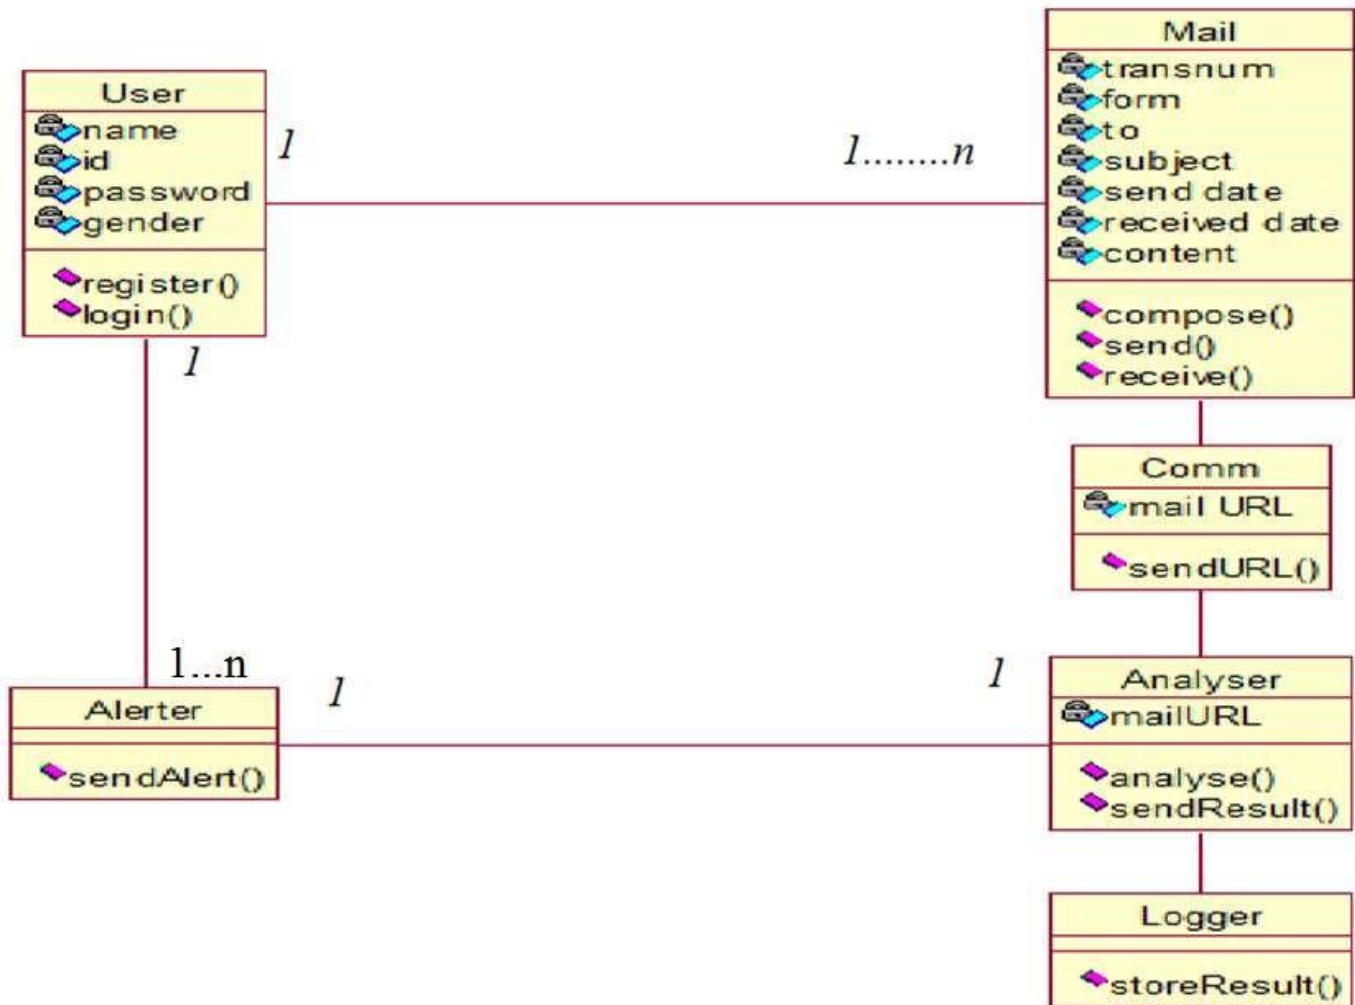 User
name
id
password
gender
register()
login()
1
1
1........n
Mail
transnum
form
to
subject
send date
received date
content
compose()
send()
receive()
Comm
mail URL
sendURL()
1...n
Alerter
sendAlert()
1
1
Analyser
mailURL
analyse()
sendResult()
Logger
storeResult()